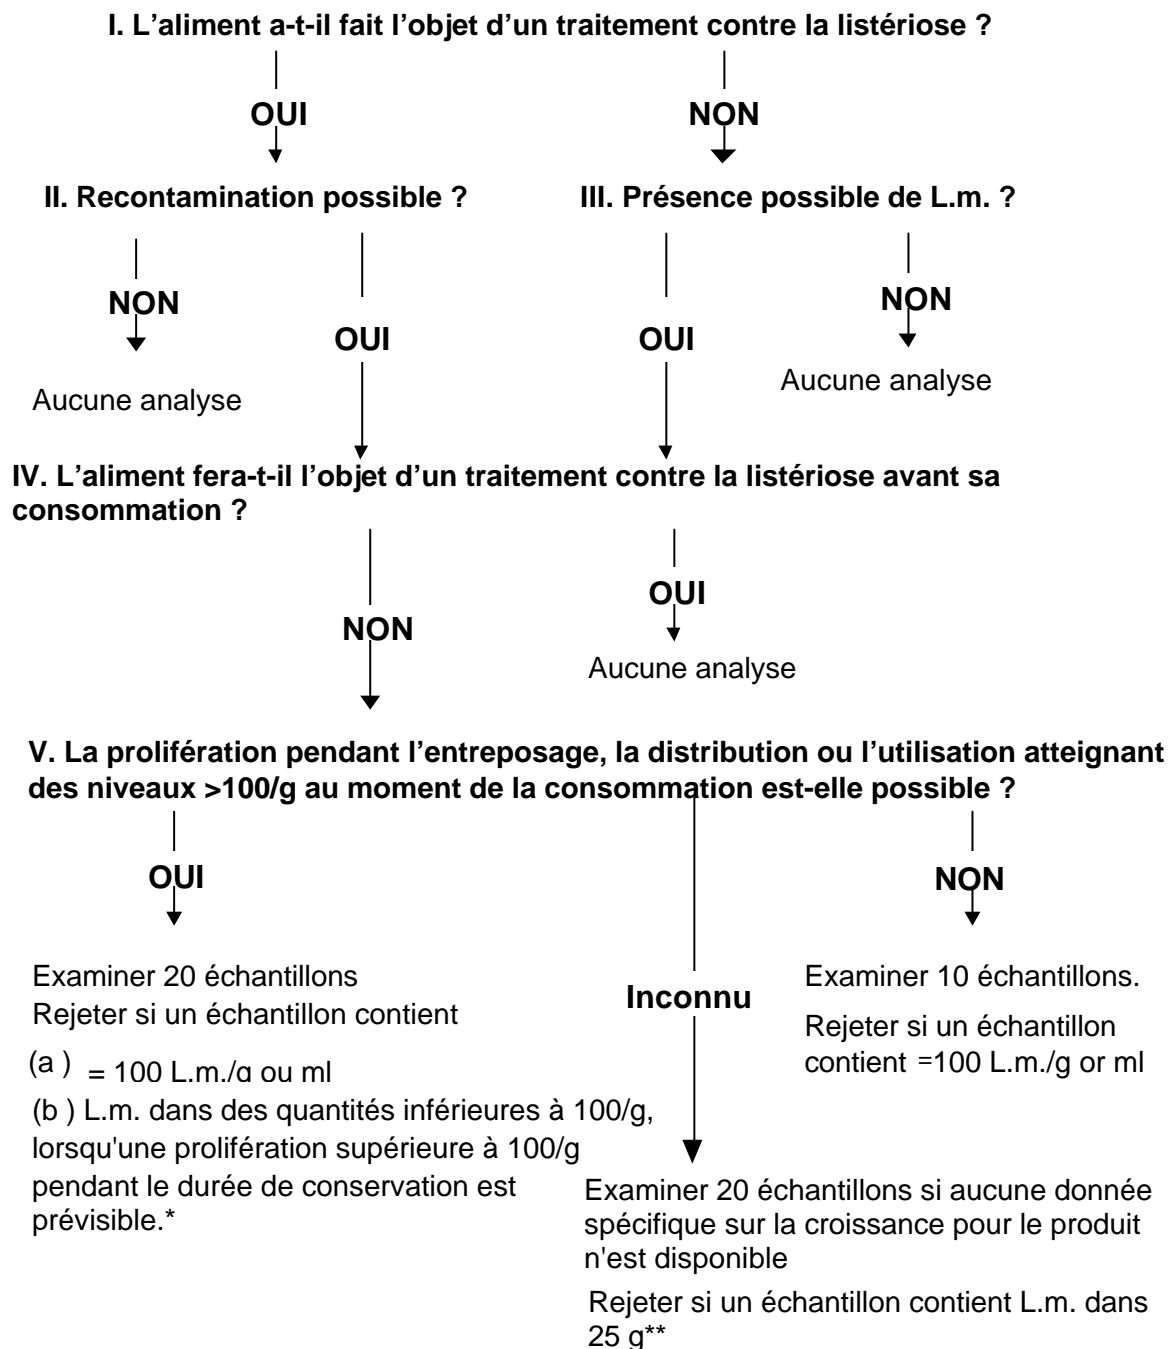 I. L'aliment a-t-il fait l'objet d'un traitement contre la listériose ?
OUI
NON
II. Recontamination possible ?
III. Présence possible de L.m. ?
NON
OUI
OUI
NON
Aucune analyse
Aucune analyse
IV. L'aliment fera-t-il l'objet d'un traitement contre la listériose avant sa
consommation ?
NON
OUI
Aucune analyse
V. La prolifération pendant l'entreposage, la distribution ou l'utilisation atteignant
des niveaux >100/g au moment de la consommation est-elle possible ?
OUI
Inconnu
NON
Examiner 20 échantillons
Rejeter si un échantillon contient
(a ) = 100 L.m./g ou ml
(b ) L.m. dans des quantités inférieures à 100/g,
lorsqu'une prolifération supérieure à 100/g
pendant le durée de conservation est
prévisible.*
Examiner 20 échantillons si aucune donnée
spécifique sur la croissance pour le produit
n'est disponible
Rejeter si un échantillon contient L.m. dans
25 g**
Examiner 10 échantillons.
Rejeter si un échantillon
contient =100 L.m./g or ml